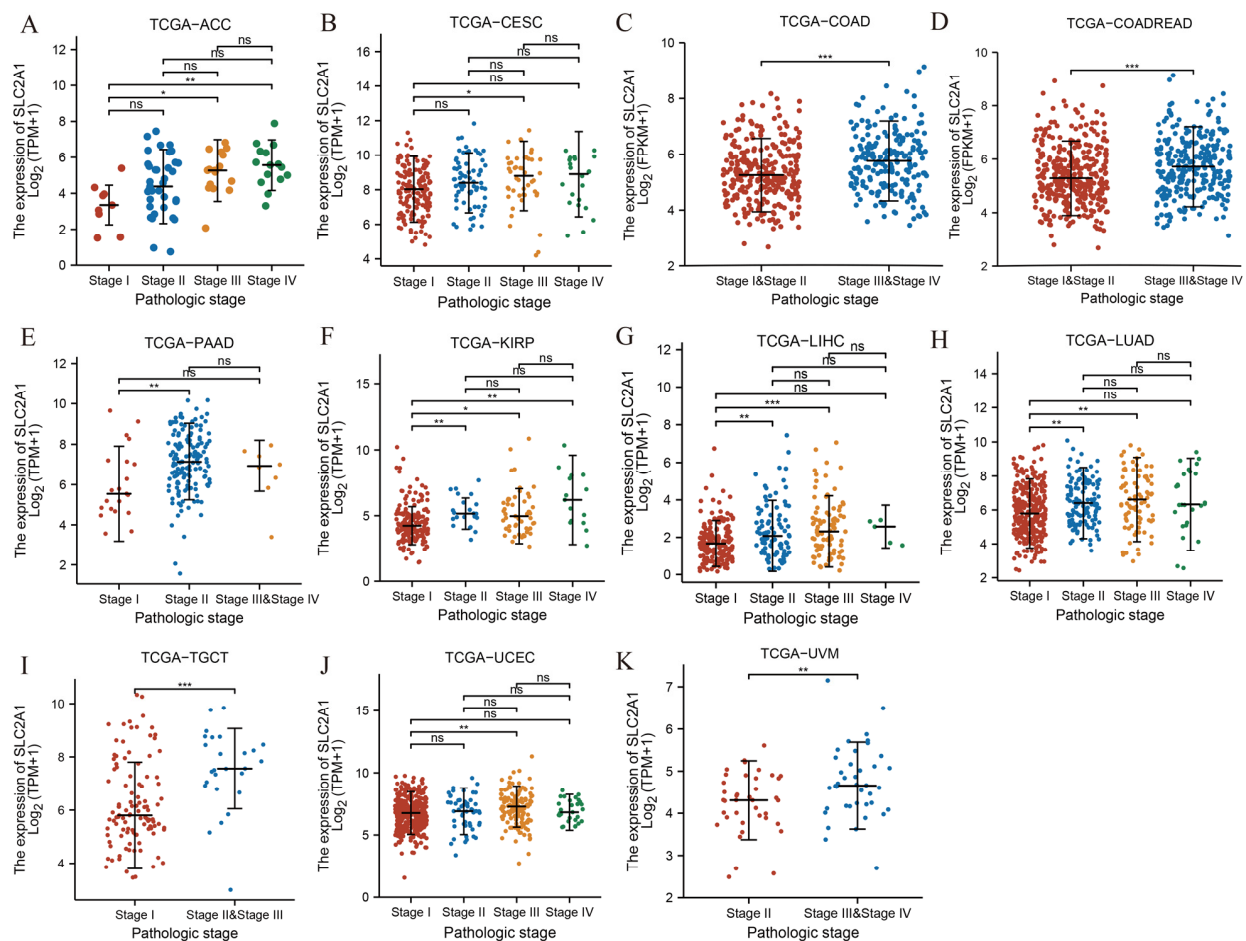 A
TCGA−ACC
The expression of SLC2A1
Log2 (TPM+1)
12
10
8
6
4
2
0
ns
ns
ns
**
*
ns
Stage I
Stage II
Stage III
Stage IV
Pathologic stage
B
TCGA−CESC
The expression of SLC2A1
Log2 (TPM+1)
16
14
12
10
8
6
4
ns
ns
ns
ns
*
ns
Stage I
Stage II
Stage III
Stage IV
Pathologic stage
C
TCGA−COAD
The expression of SLC2A1
Log2 (FPKM+1)
10
8
6
4
2
***
Stage I&Stage II
Stage III&Stage IV
Pathologic stage
D
TCGA−COADREAD
The expression of SLC2A1
Log2 (FPKM+1)
10
8
6
4
2
***
Stage I&Stage II
Stage III&Stage IV
Pathologic stage
E
TCGA−PAAD
The expression of SLC2A1
Log2 (TPM+1)
12
10
8
6
4
2
ns
ns
**
Stage I
Stage II
Stage III&Stage IV
Pathologic stage
F
TCGA−KIRP
The expression of SLC2A1
Log2 (TPM+1)
15
10
5
0
ns
ns
ns
**
*
**
Stage I
Stage II
Stage III
Stage IV
Pathologic stage
G
TCGA−LIHC
The expression of SLC2A1
Log2 (TPM+1)
12
10
8
6
4
2
0
ns
ns
ns
ns
***
**
Stage I
Stage II
Stage III
Stage IV
Pathologic stage
H
TCGA−LUAD
The expression of SLC2A1
Log2 (TPM+1)
14
12
10
8
6
4
2
ns
ns
ns
ns
**
**
Stage I
Stage II
Stage III
Stage IV
Pathologic stage
I
TCGA−TGCT
The expression of SLC2A1
Log2 (TPM+1)
10
8
6
4
***
Stage I
Stage II&Stage III
Pathologic stage
J
TCGA−UCEC
The expression of SLC2A1
Log2 (TPM+1)
15
10
5
0
ns
ns
ns
ns
**
ns
Stage I
Stage II
Stage III
Stage IV
Pathologic stage
K
TCGA−UVM
The expression of SLC2A1
Log2 (TPM+1)
7
6
5
4
3
2
**
Stage II
Stage III&Stage IV
Pathologic stage